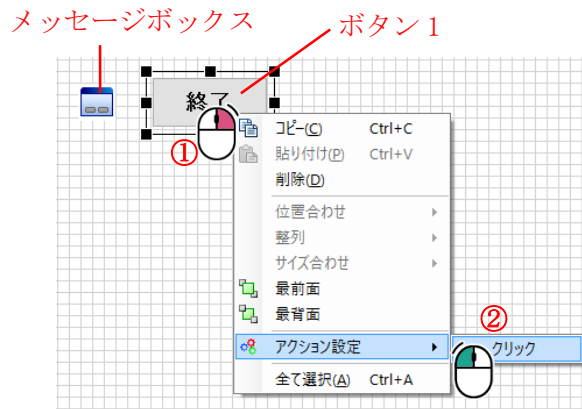 メッセージボックス
ボタン1
終了
①
コピー(C) Ctrl+C
貼り付け(P) Ctrl+V
削除(D)
位置合わせ
整列
サイズ合わせ
最前面
最背面
②
アクション設定
クリック
全て選択(A) Ctrl+A